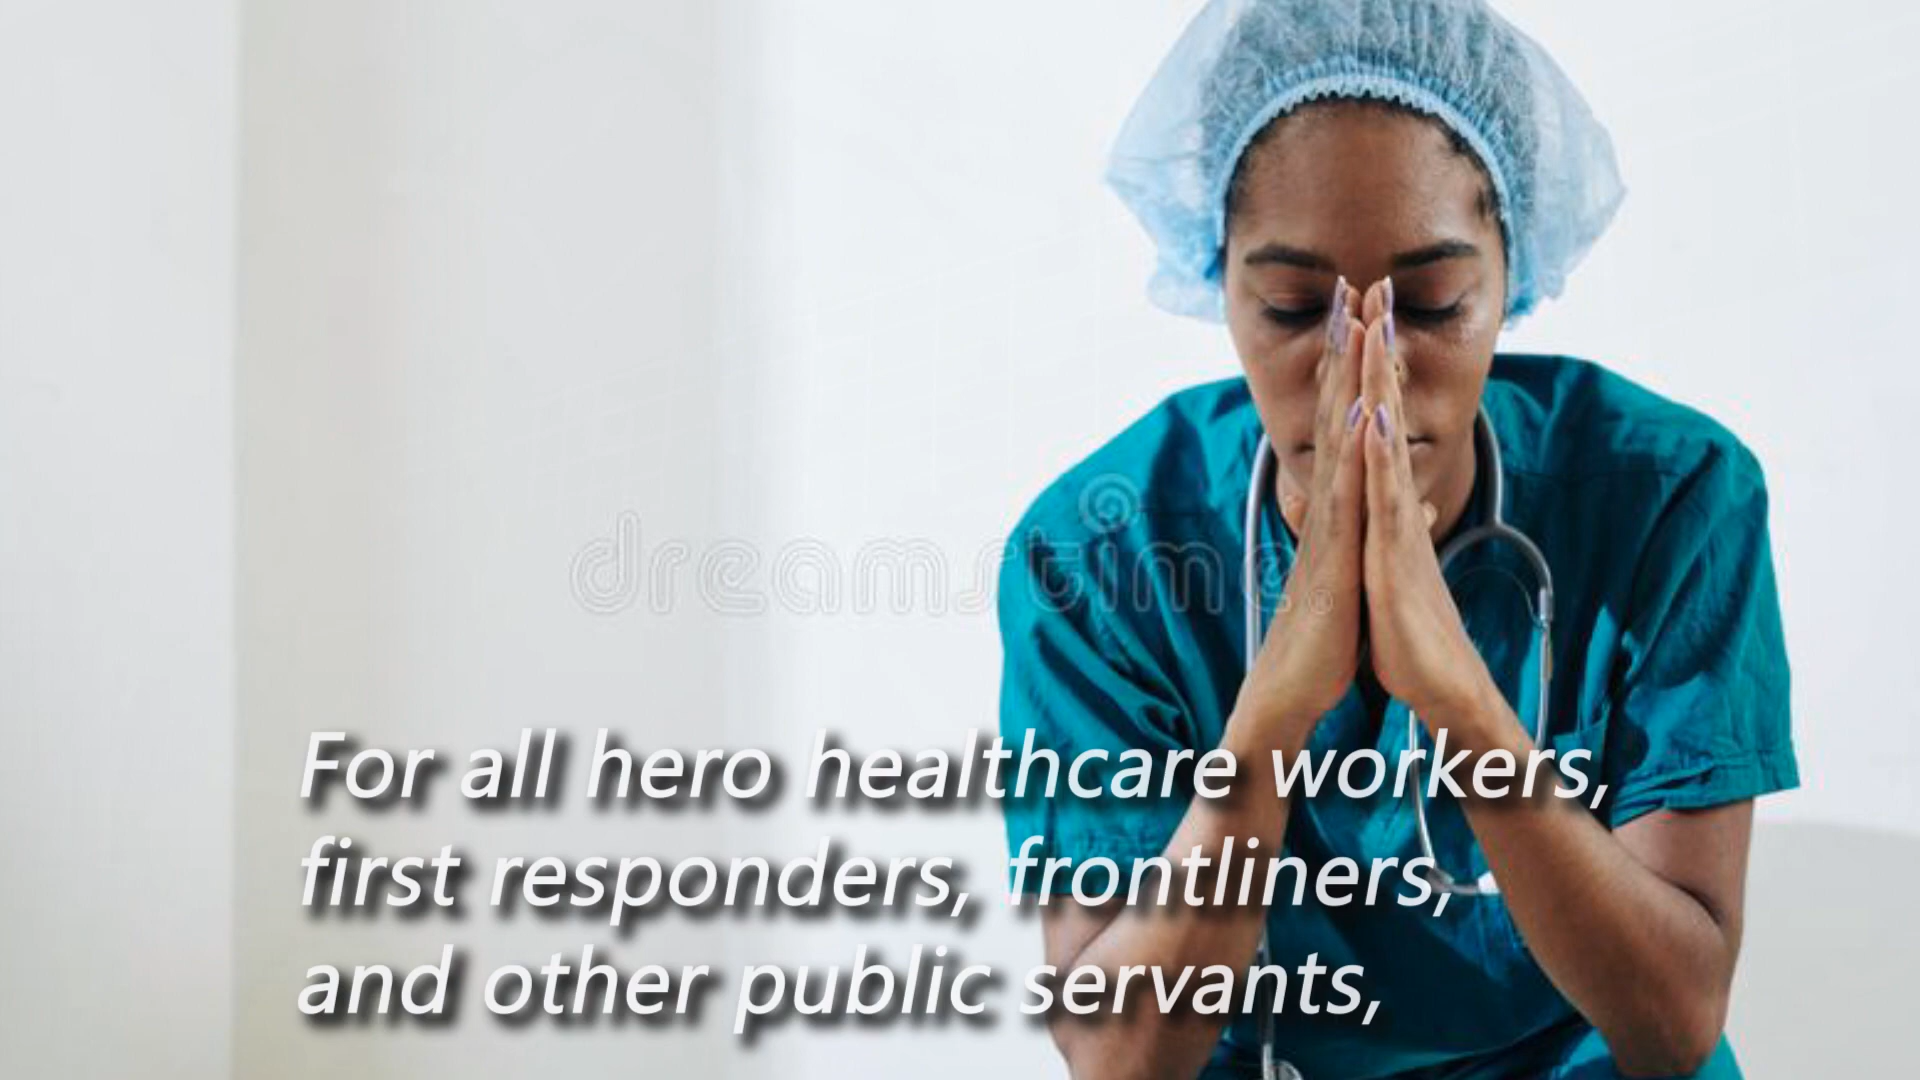 dreamstime.
For all hero healthcare workers,
first responders, frontliners,
and other public servants,